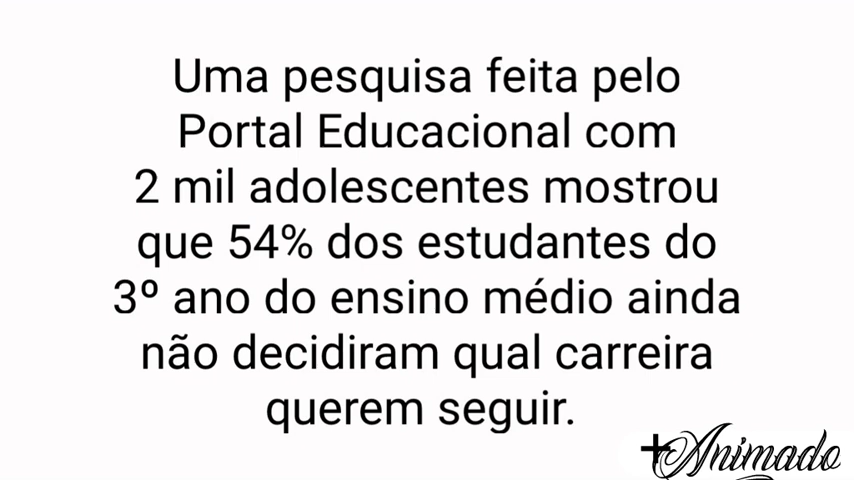 Uma pesquisa feita pelo
Portal Educacional com
2 mil adolescentes mostrou
que 54% dos estudantes do
3º ano do ensino médio ainda
não decidiram qual carreira
querem seguir.
+Animado